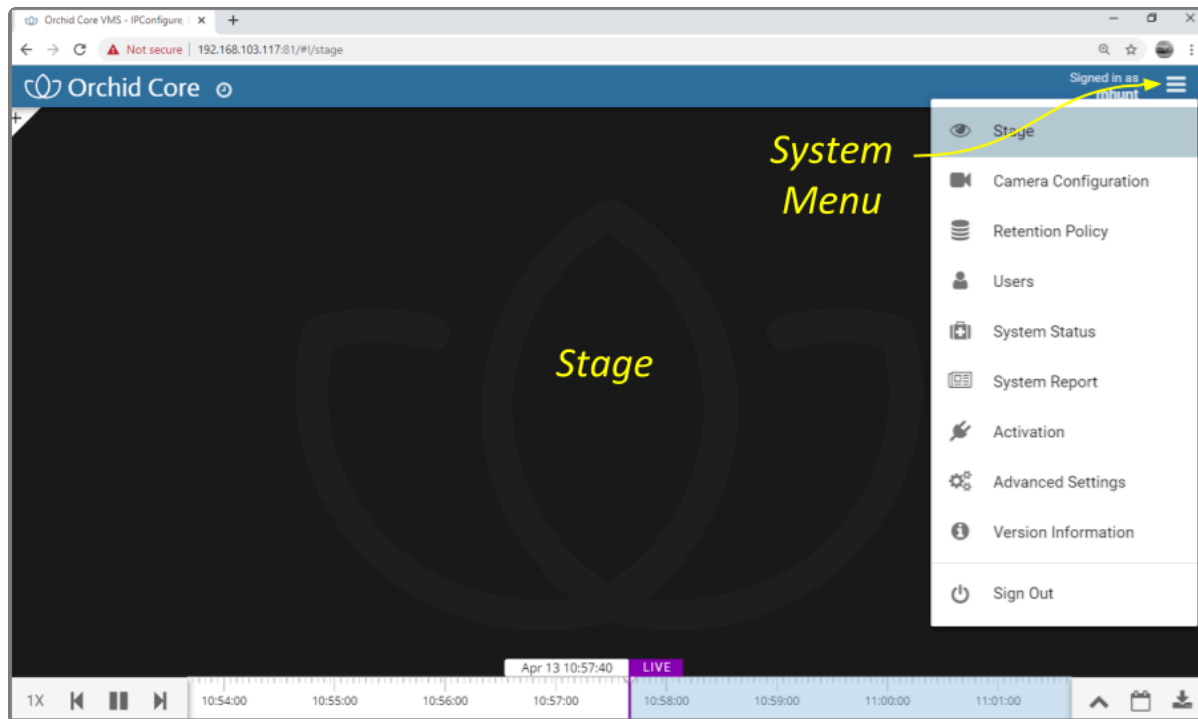 Orchid Core VMS - IPConfigure, I
Not secure | 192.168.103.117:81/#!/stage
Orchid Core
Signed in as
mhunt
System
Menu
Stage
Stage
Camera Configuration
Retention Policy
Users
System Status
System Report
Activation
Advanced Settings
Version Information
Sign Out
Apr 13 10:57:40
LIVE
1X
10:54:00 10:55:00 10:56:00 10:57:00 10:58:00 10:59:00 11:00:00 11:01:00